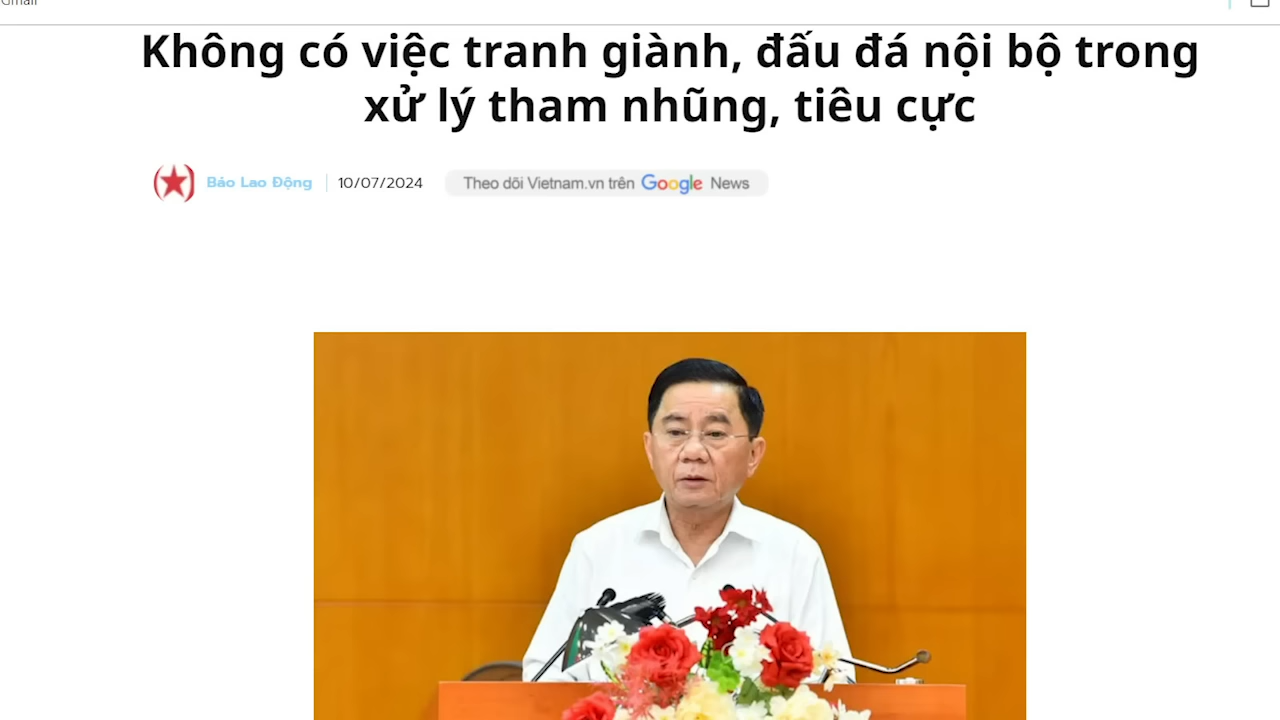 Gmail
Không có việc tranh giành, đấu đá nội bộ trong
xử lý tham nhũng, tiêu cực
Báo Lao Động 10/07/2024 Theo dõi Vietnam.vn trên Google News